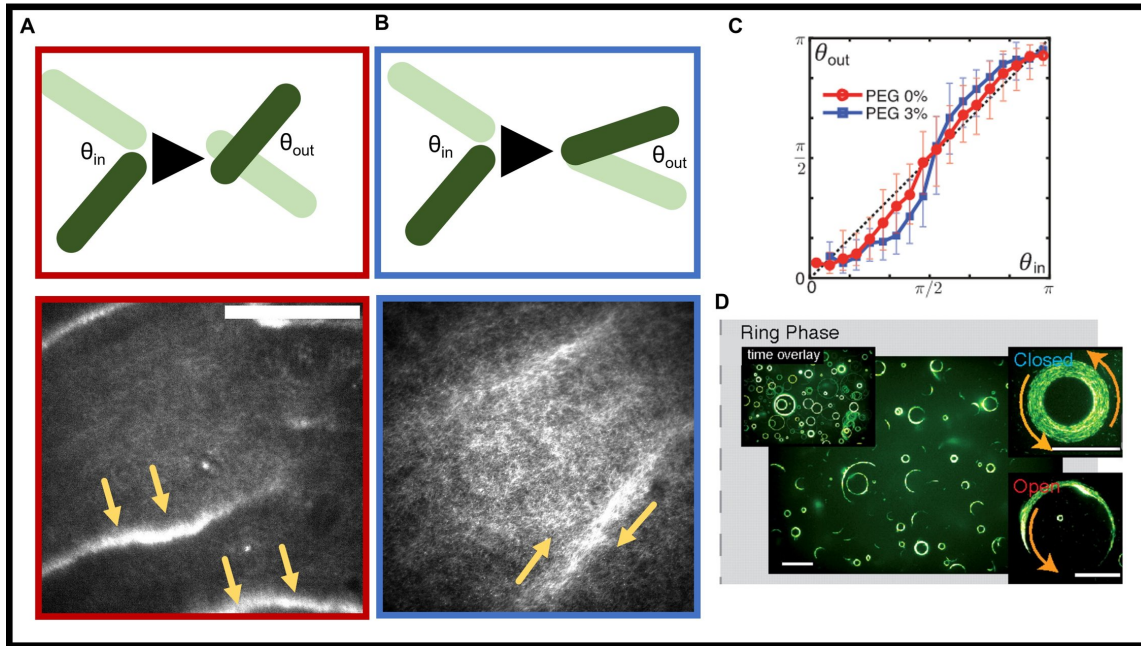 A
θin
θout
B
θin
θout
C
π
θout
PEG 0%
PEG 3%
π
2
0
θin
0
π/2
π
D
Ring Phase
time overlay
Closed
Open